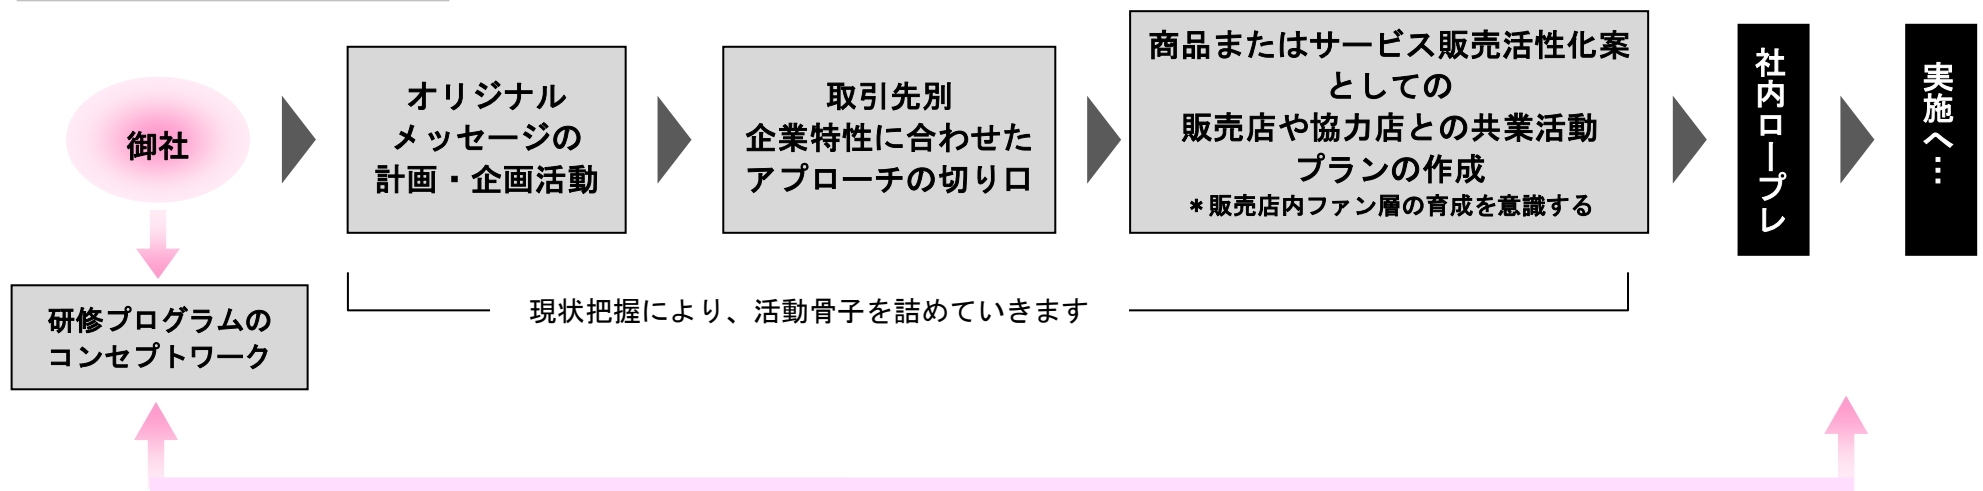 御社
オリジナル
メッセージの
計画・企画活動
取引先別
企業特性に合わせた
アプローチの切り口
商品またはサービス販売活性化案
としての
販売店や協力店との共業活動
プランの作成
＊販売店内ファン層の育成を意識する
社内ロープレ
実施へ…
研修プログラムの
コンセプトワーク
現状把握により、活動骨子を詰めていきます